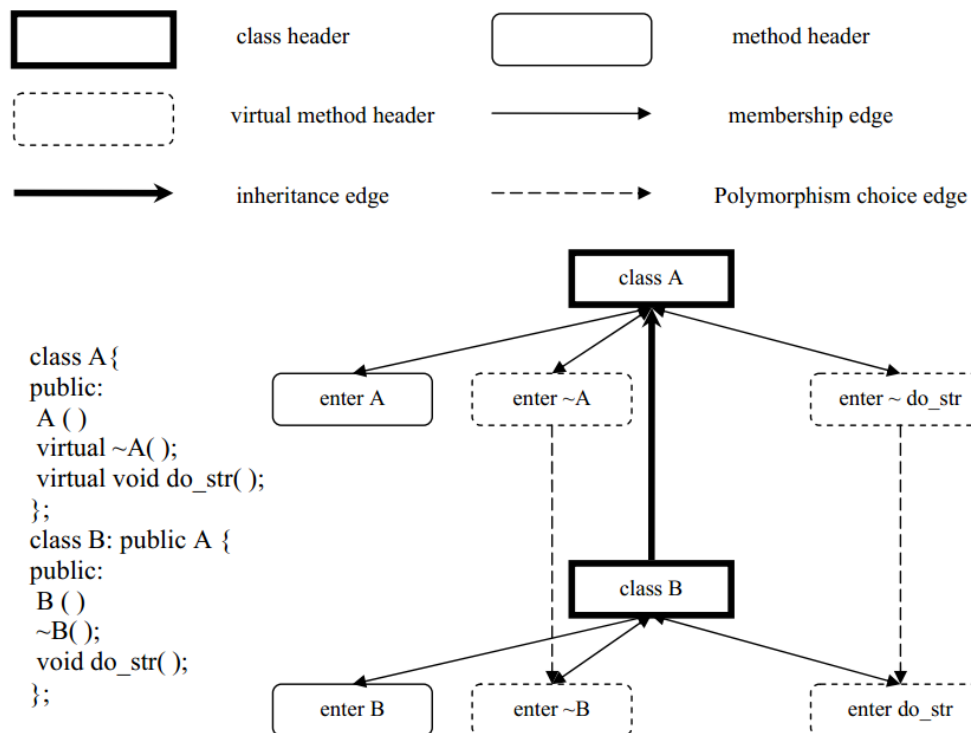 class header
method header
virtual method header
membership edge
inheritance edge
Polymorphism choice edge
class A
class A{
public:
A ( )
virtual ~A( );
virtual void do_str( );
};
class B: public A {
public:
B ( )
~B( );
void do_str( );
};
enter A
enter ~A
enter ~ do_str
class B
enter B
enter ~B
enter do_str